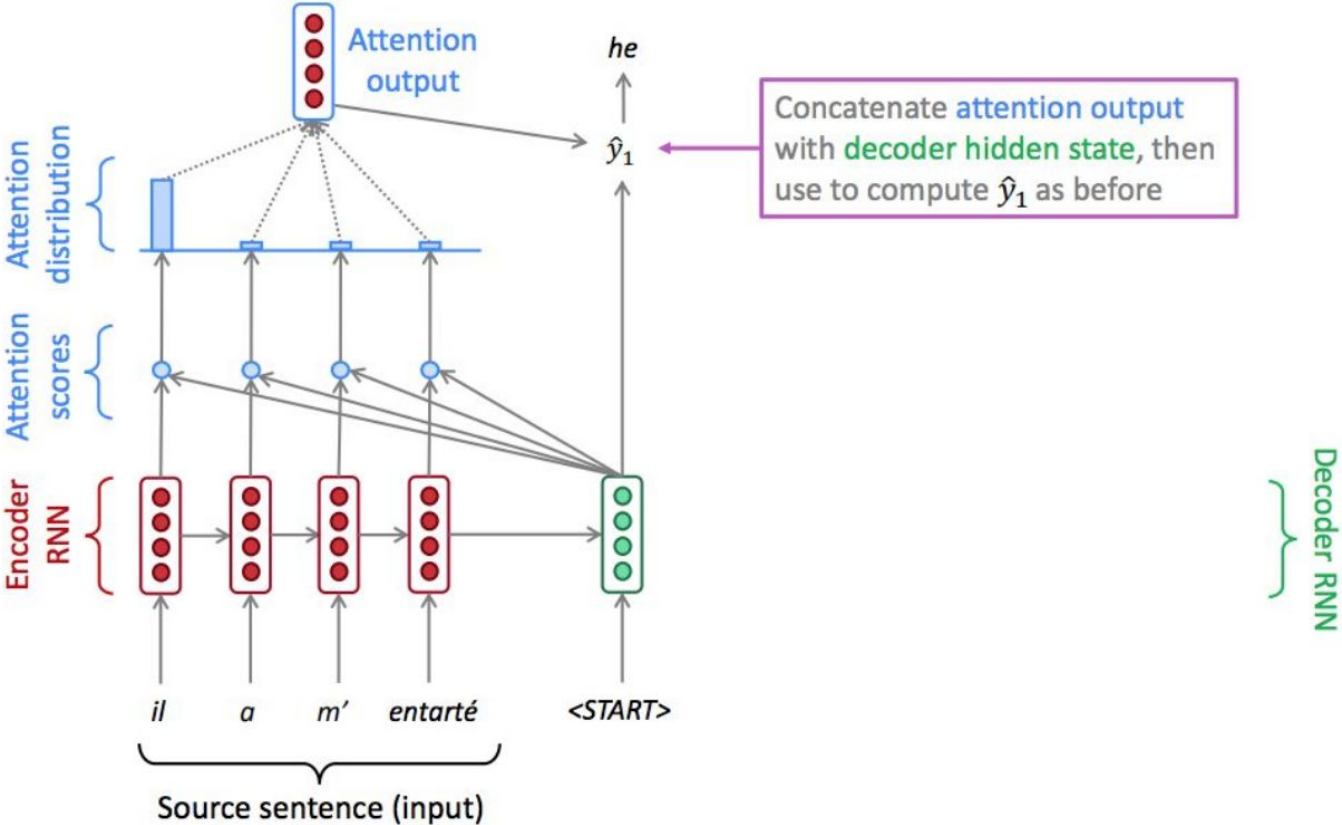 Attention
output
he
ŷ₁
Concatenate attention output
with decoder hidden state, then
use to compute ŷ₁ as before
Attention
distribution
Attention
scores
Encoder
RNN
Decoder RNN
il a m’ entarté <START>
Source sentence (input)